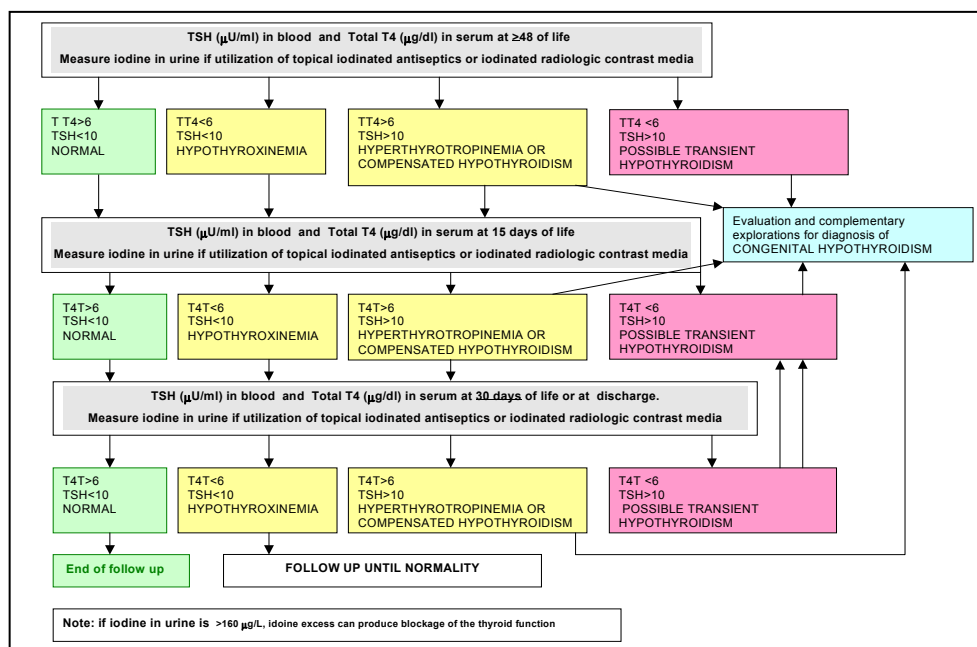 TSH (μU/ml) in blood and Total T4 (μg/dl) in serum at ≥48 of life
Measure iodine in urine if utilization of topical iodinated antiseptics or iodinated radiologic contrast media
T T4>6
TSH<10
NORMAL
TT4<6
TSH<10
HYPOTHYROXINEMIA
TT4>6
TSH>10
HYPERTHYROTROPINEMIA OR
COMPENSATED HYPOTHYROIDISM
TT4 <6
TSH>10
POSSIBLE TRANSIENT
HYPOTHYROIDISM
Evaluation and complementary
explorations for diagnosis of
CONGENITAL HYPOTHYROIDISM
TSH (μU/ml) in blood and Total T4 (μg/dl) in serum at 15 days of life
Measure iodine in urine if utilization of topical iodinated antiseptics or iodinated radiologic contrast media
T4T>6
TSH<10
NORMAL
T4T<6
TSH<10
HYPOTHYROXINEMIA
T4T>6
TSH>10
HYPERTHYROTROPINEMIA OR
COMPENSATED HYPOTHYROIDISM
T4T <6
TSH>10
POSSIBLE TRANSIENT
HYPOTHYROIDISM
TSH (μU/ml) in blood and Total T4 (μg/dl) in serum at 30 days of life or at discharge.
Measure iodine in urine if utilization of topical iodinated antiseptics or iodinated radiologic contrast media
T4T>6
TSH<10
NORMAL
T4T<6
TSH<10
HYPOTHYROXINEMIA
T4T>6
TSH>10
HYPERTHYROTROPINEMIA OR
COMPENSATED HYPOTHYROIDISM
T4T <6
TSH>10
POSSIBLE TRANSIENT
HYPOTHYROIDISM
End of follow up
FOLLOW UP UNTIL NORMALITY
Note: if iodine in urine is >160 μg/L, idoine excess can produce blockage of the thyroid function